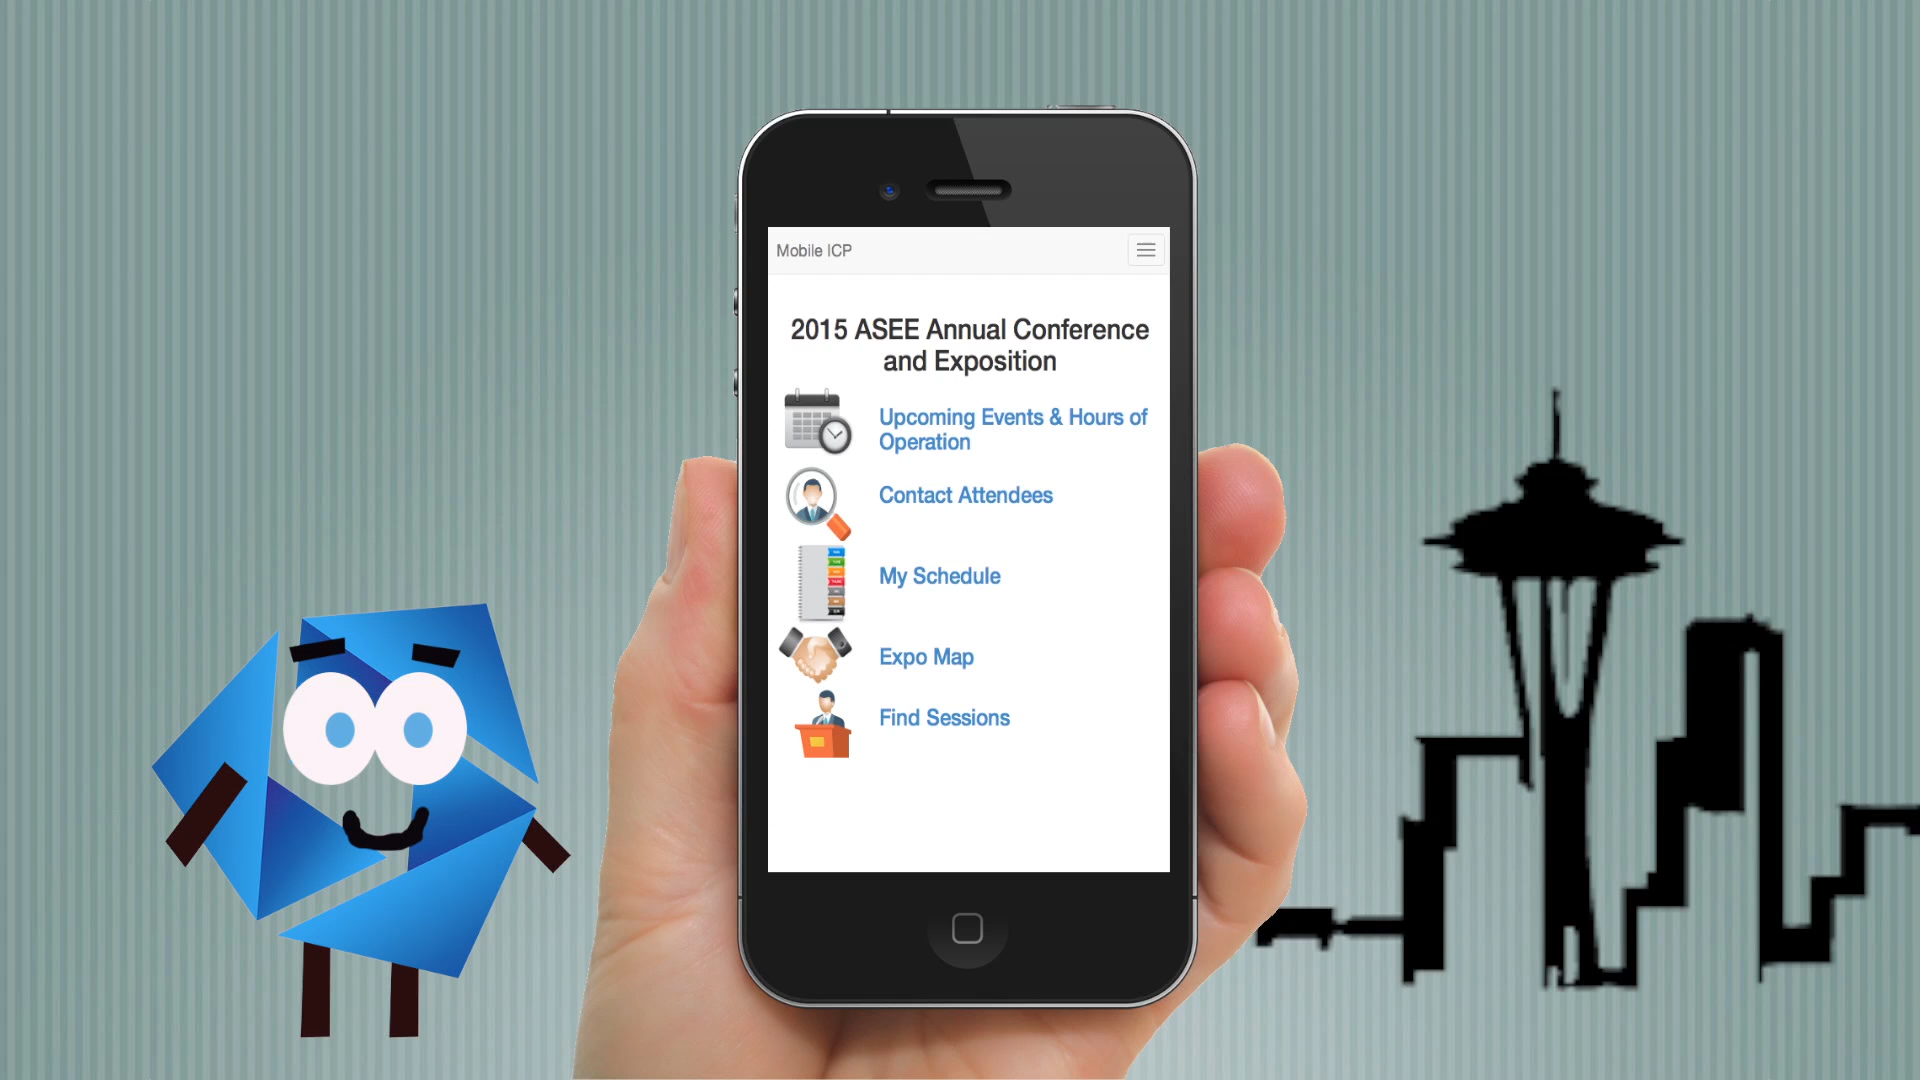 Mobile ICP
2015 ASEE Annual Conference
and Exposition
Upcoming Events & Hours of
Operation
Contact Attendees
My Schedule
Expo Map
Find Sessions